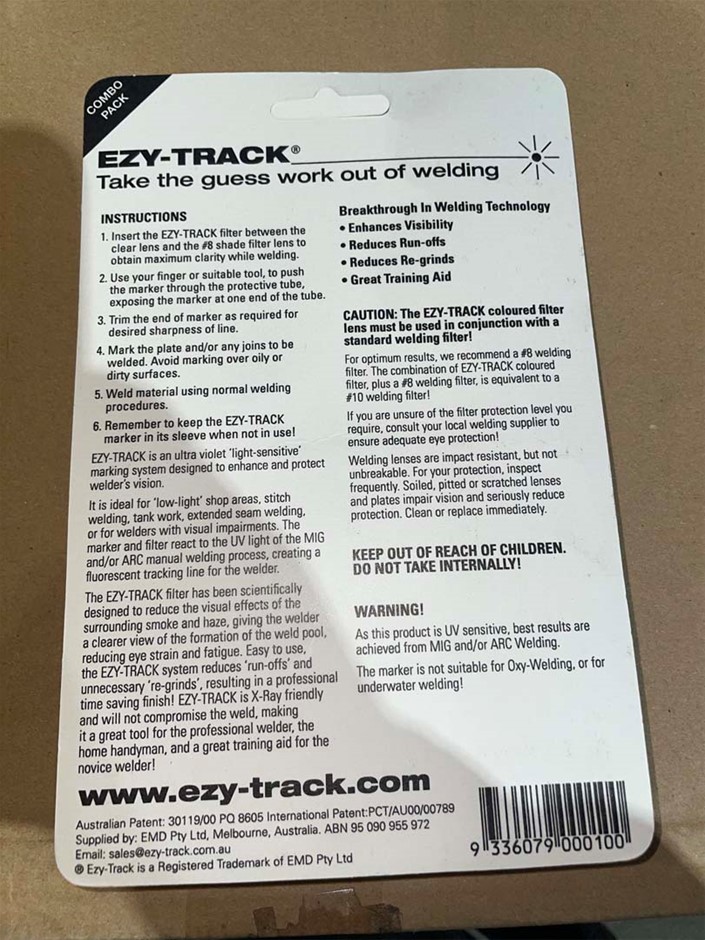 COMBO
PACK
EZY-TRACK®
Take the guess work out of welding
INSTRUCTIONS
1. Insert the EZY-TRACK filter between the
clear lens and the #8 shade filter lens to
obtain maximum clarity while welding.
2. Use your finger or suitable tool, to push
the marker through the protective tube,
exposing the marker at one end of the tube.
3. Trim the end of marker as required for
desired sharpness of line.
4. Mark the plate and/or any joins to be
welded. Avoid marking over oily or
dirty surfaces.
5. Weld material using normal welding
procedures.
6. Remember to keep the EZY-TRACK
marker in its sleeve when not in use!
EZY-TRACK is an ultra violet 'light-sensitive'
marking system designed to enhance and protect
welder's vision.
It is ideal for 'low-light' shop areas, stitch
welding, tank work, extended seam welding,
or for welders with visual impairments. The
marker and filter react to the UV light of the MIG
and/or ARC manual welding process, creating a
fluorescent tracking line for the welder.
The EZY-TRACK filter has been scientifically
designed to reduce the visual effects of the
surrounding smoke and haze, giving the welder
a clearer view of the formation of the weld pool,
reducing eye strain and fatigue. Easy to use,
the EZY-TRACK system reduces 'run-offs' and
unnecessary 're-grinds', resulting in a professional
time saving finish! EZY-TRACK is X-Ray friendly
and will not compromise the weld, making
it a great tool for the professional welder, the
home handyman, and a great training aid for the
novice welder!
Breakthrough In Welding Technology
• Enhances Visibility
• Reduces Run-offs
• Reduces Re-grinds
• Great Training Aid
CAUTION: The EZY-TRACK coloured filter
lens must be used in conjunction with a
standard welding filter!
For optimum results, we recommend a #8 welding
filter. The combination of EZY-TRACK coloured
filter, plus a #8 welding filter, is equivalent to a
#10 welding filter!
If you are unsure of the filter protection level you
require, consult your local welding supplier to
ensure adequate eye protection!
Welding lenses are impact resistant, but not
unbreakable. For your protection, inspect
frequently. Soiled, pitted or scratched lenses
and plates impair vision and seriously reduce
protection. Clean or replace immediately.
KEEP OUT OF REACH OF CHILDREN.
DO NOT TAKE INTERNALLY!
WARNING!
As this product is UV sensitive, best results are
achieved from MIG and/or ARC Welding.
The marker is not suitable for Oxy-Welding, or for
underwater welding!
www.ezy-track.com
Australian Patent: 30119/00 PQ 8605 International Patent:PCT/AU00/00789
Supplied by: EMD Pty Ltd, Melbourne, Australia. ABN 95 090 955 972
Email: sales@ezy-track.com.au
® Ezy-Track is a Registered Trademark of EMD Pty Ltd
9 336079 000100